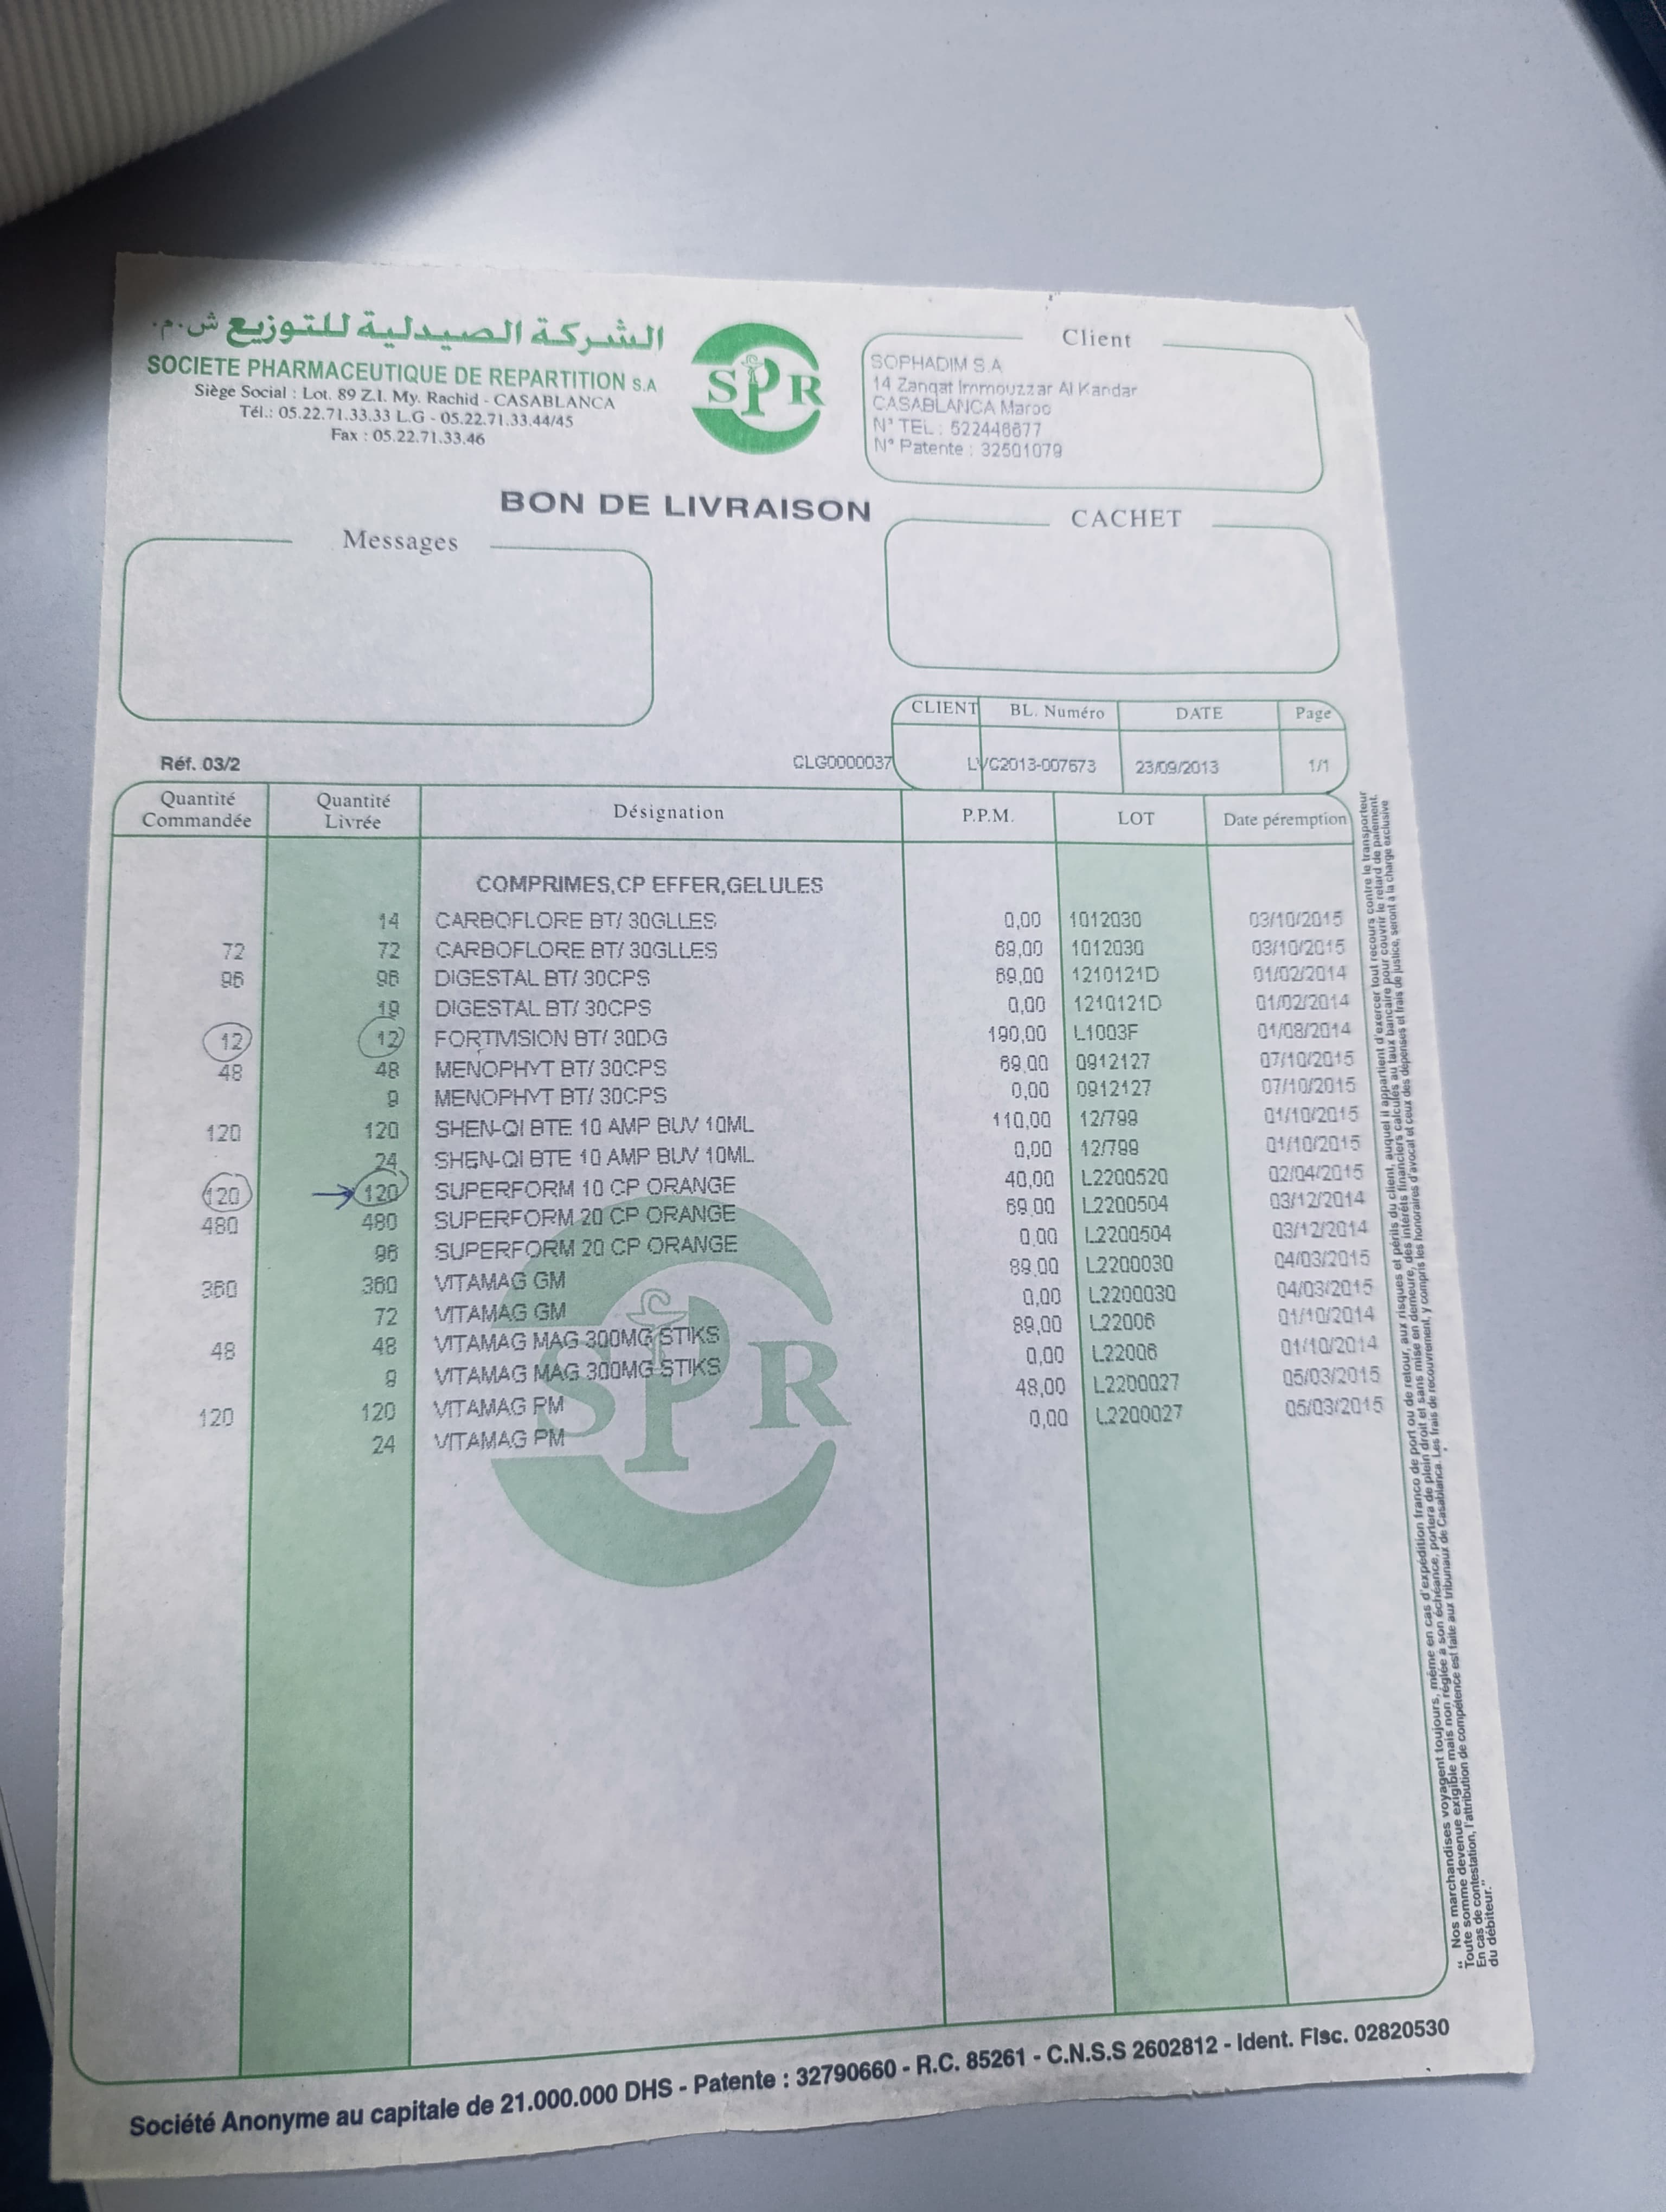 الشركة الصيدلية للتوزيع ش.م.
SOCIETE PHARMACEUTIQUE DE REPARTITION S.A
Siège Social : Lot. 89 Z.I. My. Rachid - CASABLANCA
Tél.: 05.22.71.33.33 L.G - 05.22.71.33.44/45
Fax : 05.22.71.33.46
SPR
Client
SOPHADIM S.A
14 Zanqat Immouzzar Al Kandar
CASABLANCA Maroc
N° TEL : 522446677
N° Patente : 32501079
BON DE LIVRAISON
Messages
CACHET
CLIENT BL. Numéro DATE Page
Réf. 03/2 CLG0000037 LVC2013-007673 23/09/2013 1/1
Quantité Commandée Quantité Livrée Désignation P.P.M. LOT Date péremption
COMPRIMES,CP EFFER,GELULES
14 CARBOFLORE BT/ 30GLLES 0,00 1012030 03/10/2015
72 72 CARBOFLORE BT/ 30GLLES 69,00 1012030 03/10/2015
96 96 DIGESTAL BT/ 30CPS 69,00 1210121D 01/02/2014
19 DIGESTAL BT/ 30CPS 0,00 1210121D 01/02/2014
12 12 FORTIVISION BT/ 30DG 190,00 L1003F 01/08/2014
48 48 MENOPHYT BT/ 30CPS 69,00 0912127 07/10/2015
9 MENOPHYT BT/ 30CPS 0,00 0912127 07/10/2015
120 120 SHEN-QI BTE 10 AMP BUV 10ML 110,00 12/799 01/10/2015
24 SHEN-QI BTE 10 AMP BUV 10ML 0,00 12/799 01/10/2015
120 120 SUPERFORM 10 CP ORANGE 40,00 L2200520 02/04/2015
480 480 SUPERFORM 20 CP ORANGE 69,00 L2200504 03/12/2014
96 SUPERFORM 20 CP ORANGE 0,00 L2200504 03/12/2014
360 360 VITAMAG GM 89,00 L2200030 04/03/2015
72 VITAMAG GM 0,00 L2200030 04/03/2015
48 48 VITAMAG MAG 300MG STIKS 89,00 L22006 01/10/2014
9 VITAMAG MAG 300MG STIKS 0,00 L22006 01/10/2014
120 120 VITAMAG PM 48,00 L2200027 05/03/2015
24 VITAMAG PM 0,00 L2200027 05/03/2015
SPR
“ Nos marchandises voyagent toujours, même en cas d'expédition franco de port ou de retour, aux risques et périls du client, auquel il appartient d'exercer tout recours contre le transporteur
Toute somme devenue exigible mais non réglée à son échéance, portera de plein droit et sans mise en demeure, des intérêts financiers calculés au taux bancaire pour couvrir le retard de paiement.
En cas de contestation, l'attribution de compétence est faite aux tribunaux de Casablanca. Les frais de recouvrement, y compris les honoraires d'avocat et ceux des dépenses et frais de justice, seront à la charge exclusive
du débiteur.”
Société Anonyme au capitale de 21.000.000 DHS - Patente : 32790660 - R.C. 85261 - C.N.S.S 2602812 - Ident. Fisc. 02820530